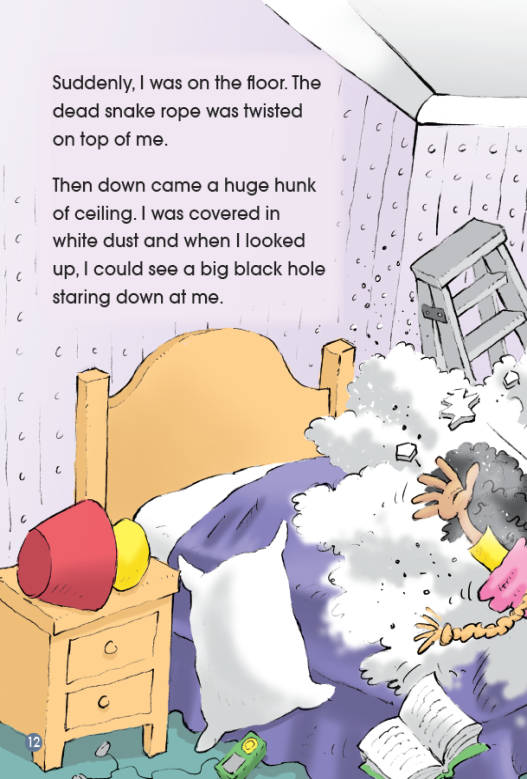 Suddenly, I was on the floor. The
dead snake rope was twisted
on top of me.
Then down came a huge hunk
of ceiling. I was covered in
white dust and when I looked
up, I could see a big black hole
staring down at me.
12